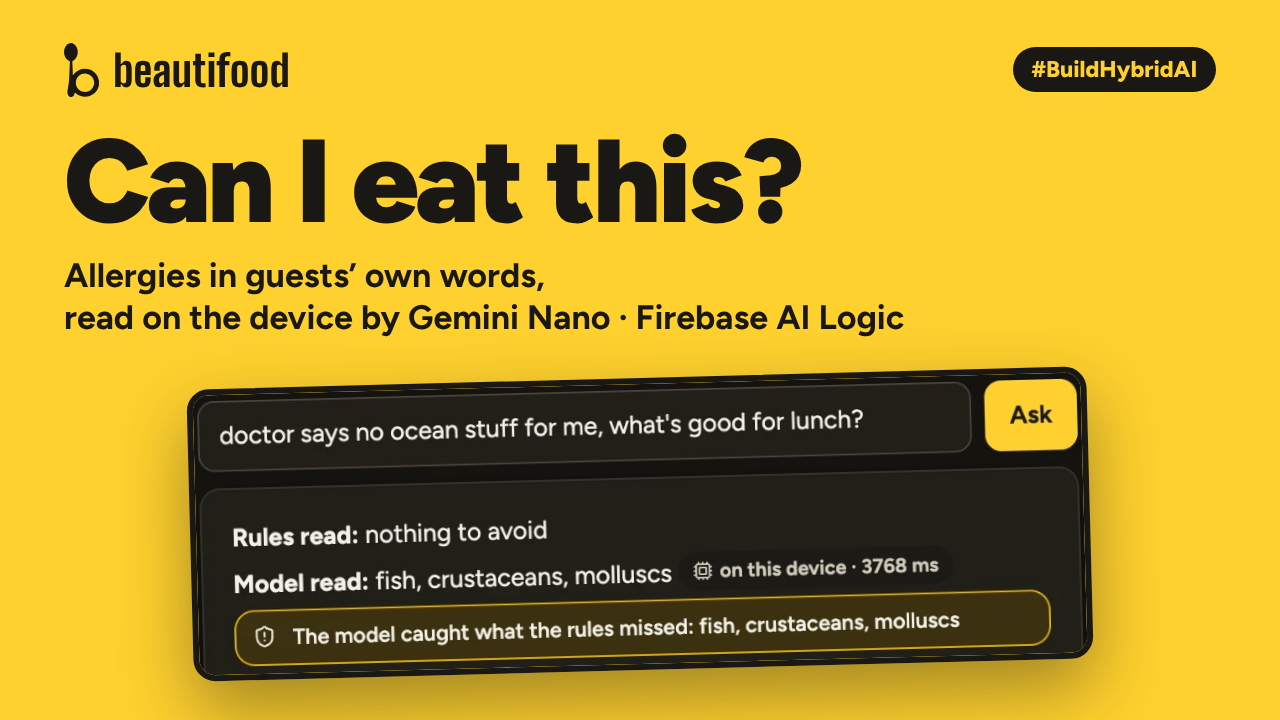 beautifood
#BuildHybridAI
Can I eat this?
Allergies in guests’ own words,
read on the device by Gemini Nano · Firebase AI Logic
doctor says no ocean stuff for me, what's good for lunch?
Ask
Rules read: nothing to avoid
Model read: fish, crustaceans, molluscs on this device · 3768 ms
The model caught what the rules missed: fish, crustaceans, molluscs